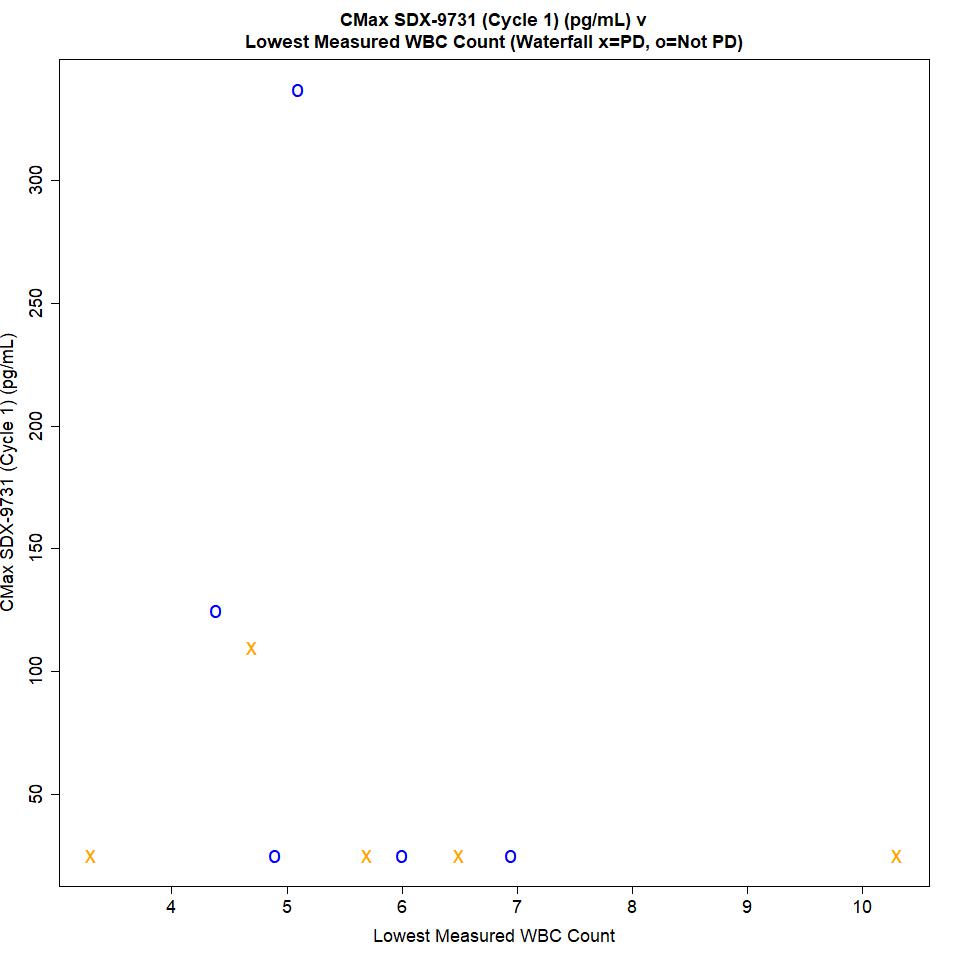 CMax SDX-9731 (Cycle 1) (pg/mL) v
Lowest Measured WBC Count (Waterfall x=PD, o=Not PD)
CMax SDX-9731 (Cycle 1) (pg/mL)
300
250
200
150
100
50
o
o
x
x
o
x
o
x
o
x
4 5 6 7 8 9 10
Lowest Measured WBC Count